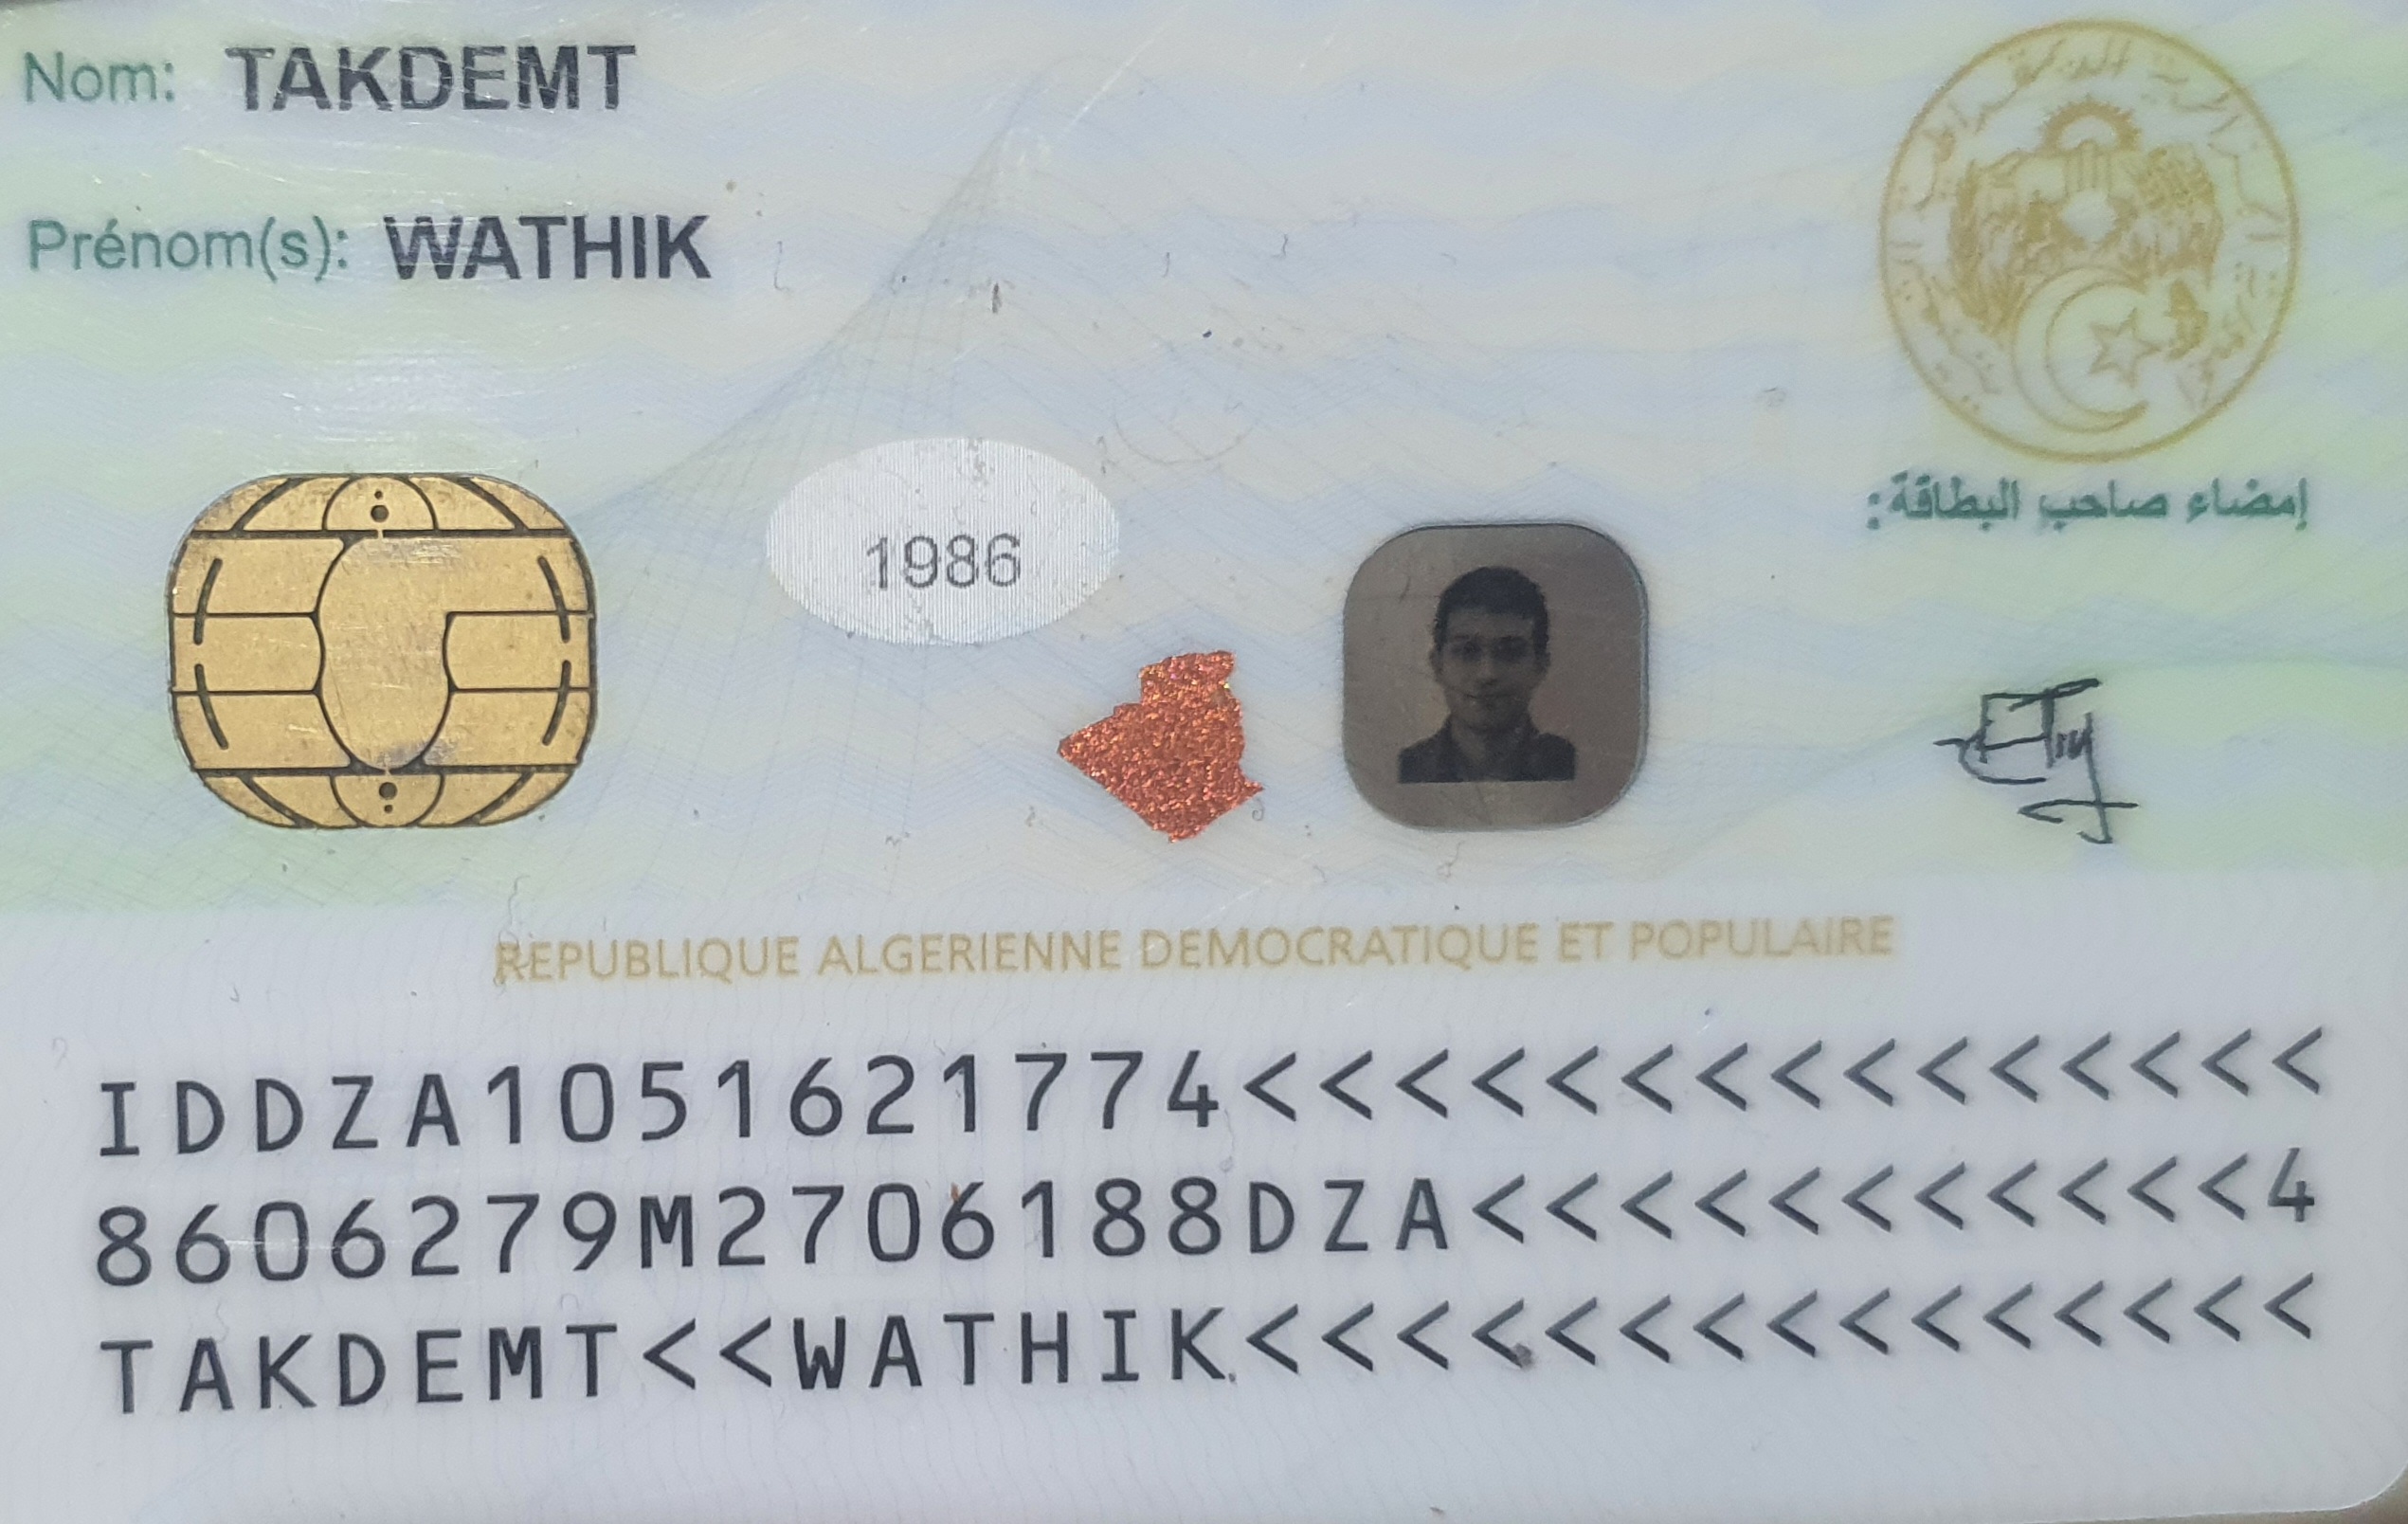 Nom: TAKDEMT
Prénom(s): WATHIK
إمضاء صاحب البطاقة:
1986
REPUBLIQUE ALGERIENNE DEMOCRATIQUE ET POPULAIRE
IDDZA1051621774<<<<<<<<<<<<<<<
8606279M2706188DZA<<<<<<<<<<<4
TAKDEMT<<WATHIK<<<<<<<<<<<<<<<